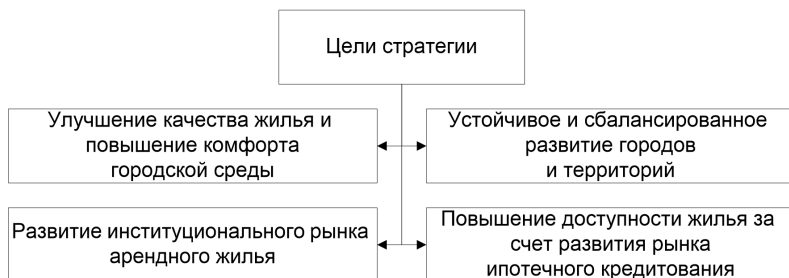 Цели стратегии
Улучшение качества жилья и
повышение комфорта
городской среды
Устойчивое и сбалансированное
развитие городов
и территорий
Развитие институционального рынка
арендного жилья
Повышение доступности жилья за
счет развития рынка
ипотечного кредитования